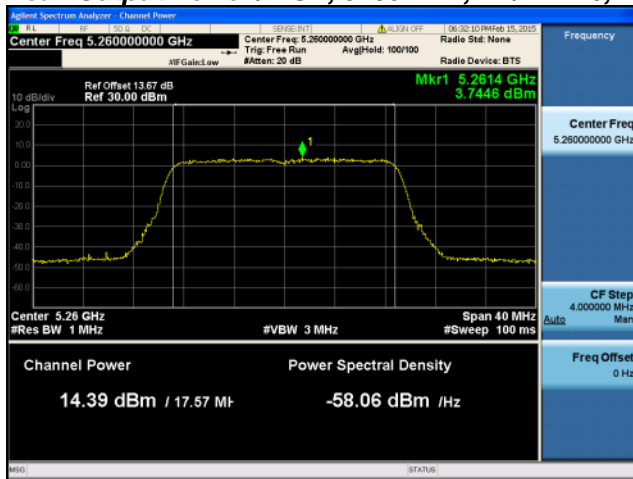 Agilent Spectrum Analyzer - Channel Power
RL RF 50 Ω DC SENSE:INT ALIGN OFF 06:32:10 PM Feb 15, 2015
Center Freq 5.260000000 GHz
Center Freq: 5.260000000 GHz Radio Std: None
Trig: Free Run Avg|Hold: 100/100
#IFGain:Low #Atten: 20 dB Radio Device: BTS
Mkr1 5.2614 GHz
3.7446 dBm
Ref Offset 13.67 dB
10 dB/div Ref 30.00 dBm
Log
20.0
10.0
0.00
-10.0
-20.0
-30.0
-40.0
-50.0
-60.0
1
Center 5.26 GHz Span 40 MHz
#Res BW 1 MHz #VBW 3 MHz #Sweep 100 ms
Channel Power Power Spectral Density
14.39 dBm / 17.57 MH -58.06 dBm /Hz
MSG STATUS
Frequency
Center Freq
5.260000000 GHz
CF Step
4.000000 MHz
Auto Man
Freq Offset
0 Hz